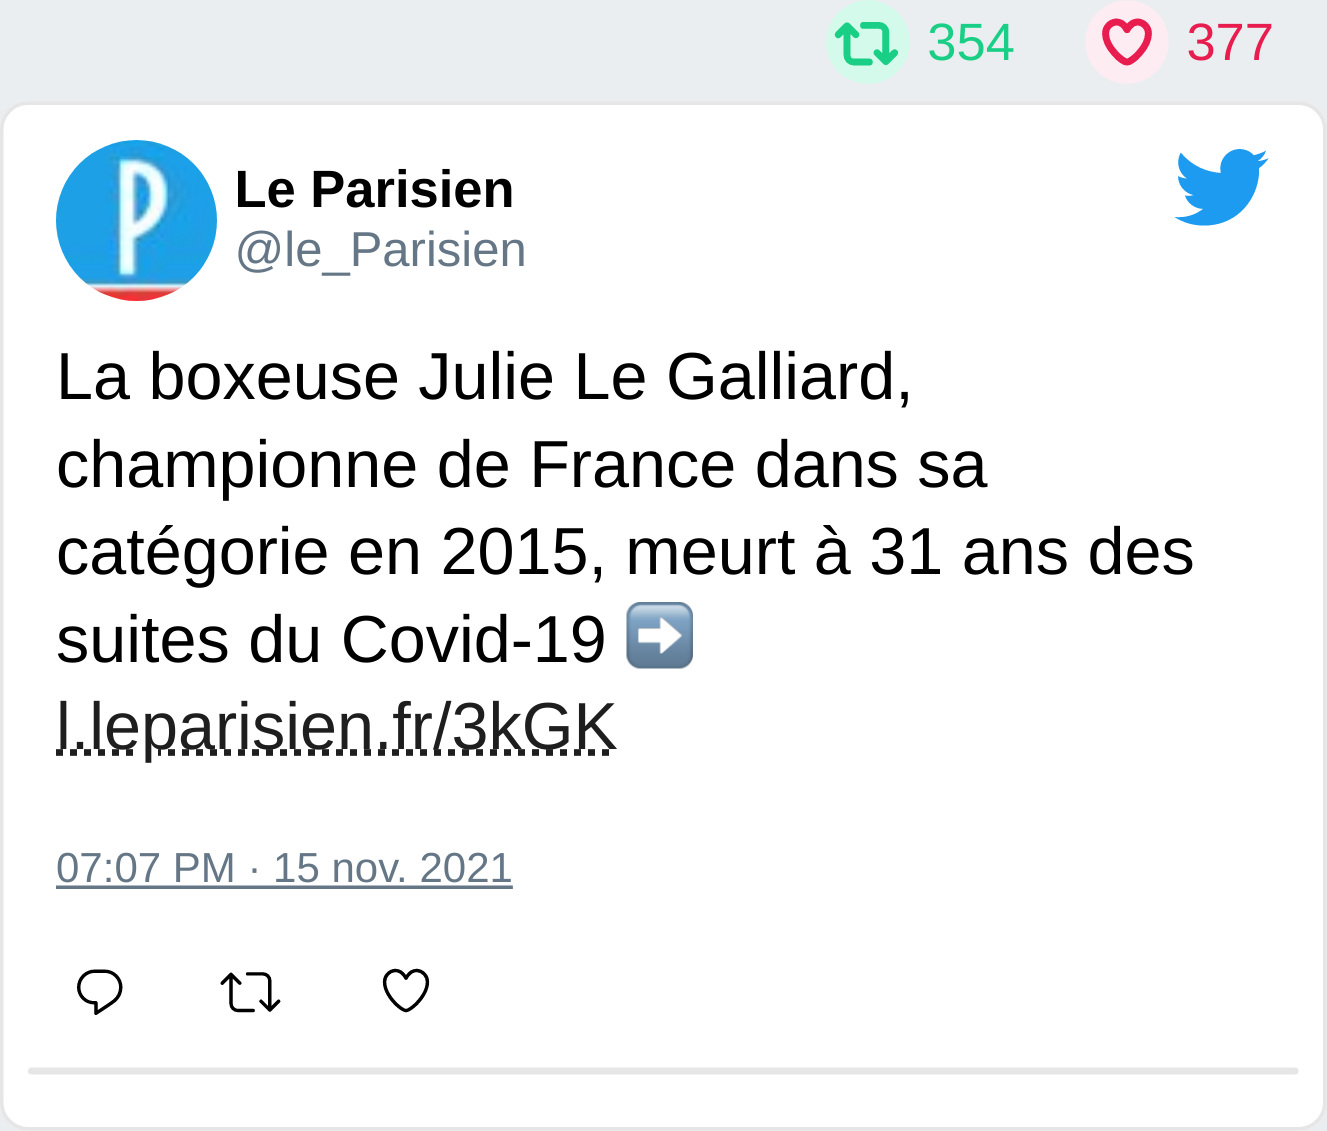 354 377
Le Parisien
@le_Parisien
La boxeuse Julie Le Galliard,
championne de France dans sa
catégorie en 2015, meurt à 31 ans des
suites du Covid-19 ➡️
l.leparisien.fr/3kGK
07:07 PM · 15 nov. 2021